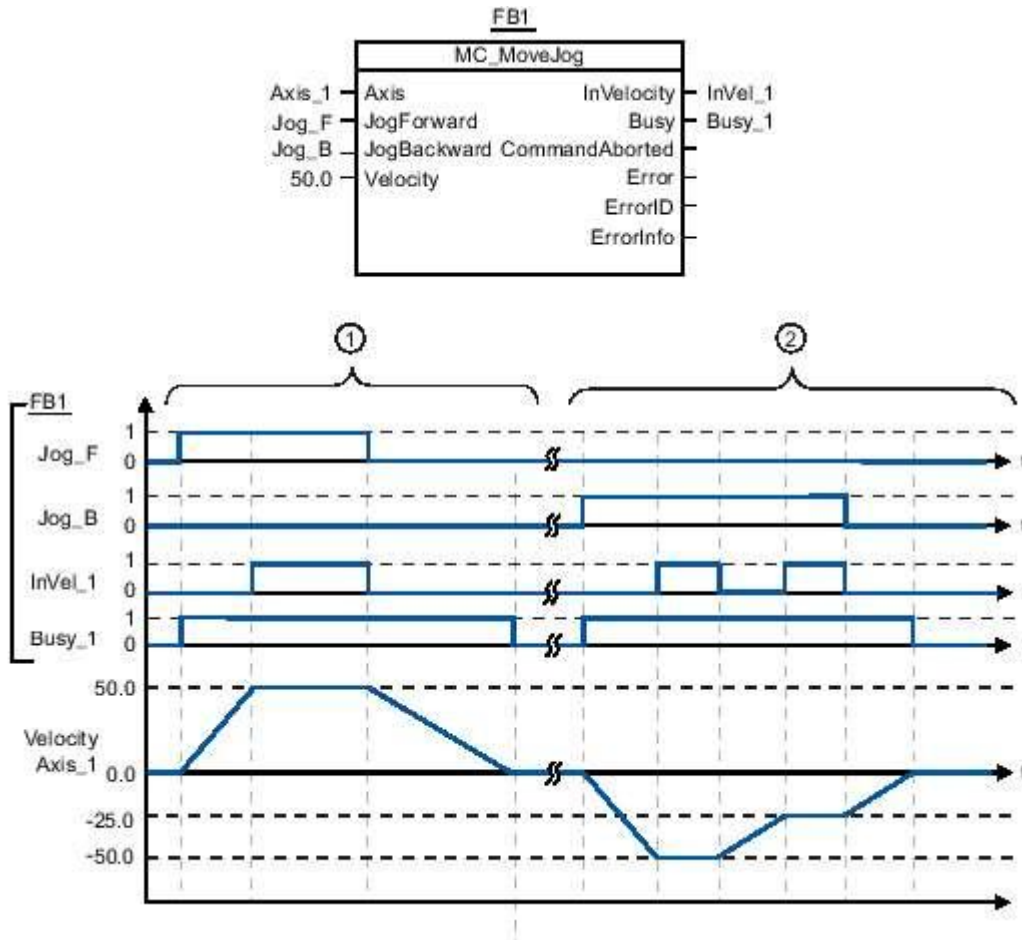 FB1
MC_MoveJog
Axis_1 Axis InVelocity InVel_1
Jog_F JogForward Busy Busy_1
Jog_B JogBackward CommandAborted
50.0 Velocity Error
ErrorID
ErrorInfo
1 2
FB1
Jog_F 1
0
Jog_B 1
0
InVel_1 1
0
Busy_1 1
0
50.0
Velocity
Axis_1
0.0
-25.0
-50.0